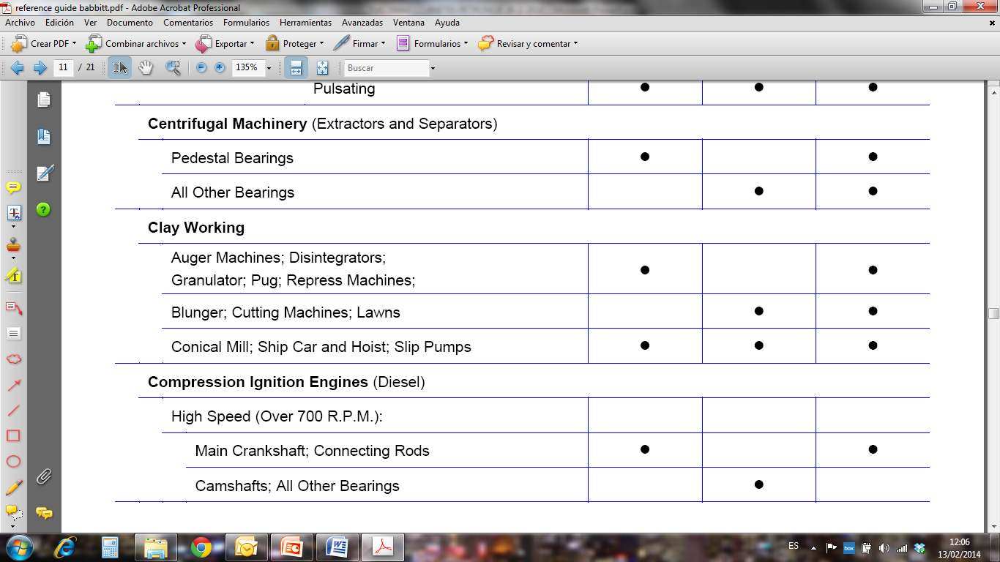 reference guide babbitt.pdf - Adobe Acrobat Professional
Archivo Edición Ver Documento Comentarios Formularios Herramientas Avanzadas Ventana Ayuda
Crear PDF Combinar archivos Exportar Proteger Firmar Formularios Revisar y comentar
11 / 21 135% Buscar
Pulsating
Centrifugal Machinery (Extractors and Separators)
Pedestal Bearings
All Other Bearings
Clay Working
Auger Machines; Disintegrators;
Granulator; Pug; Repress Machines;
Blunger; Cutting Machines; Lawns
Conical Mill; Ship Car and Hoist; Slip Pumps
Compression Ignition Engines (Diesel)
High Speed (Over 700 R.P.M.):
Main Crankshaft; Connecting Rods
Camshafts; All Other Bearings
ES box 12:06
13/02/2014